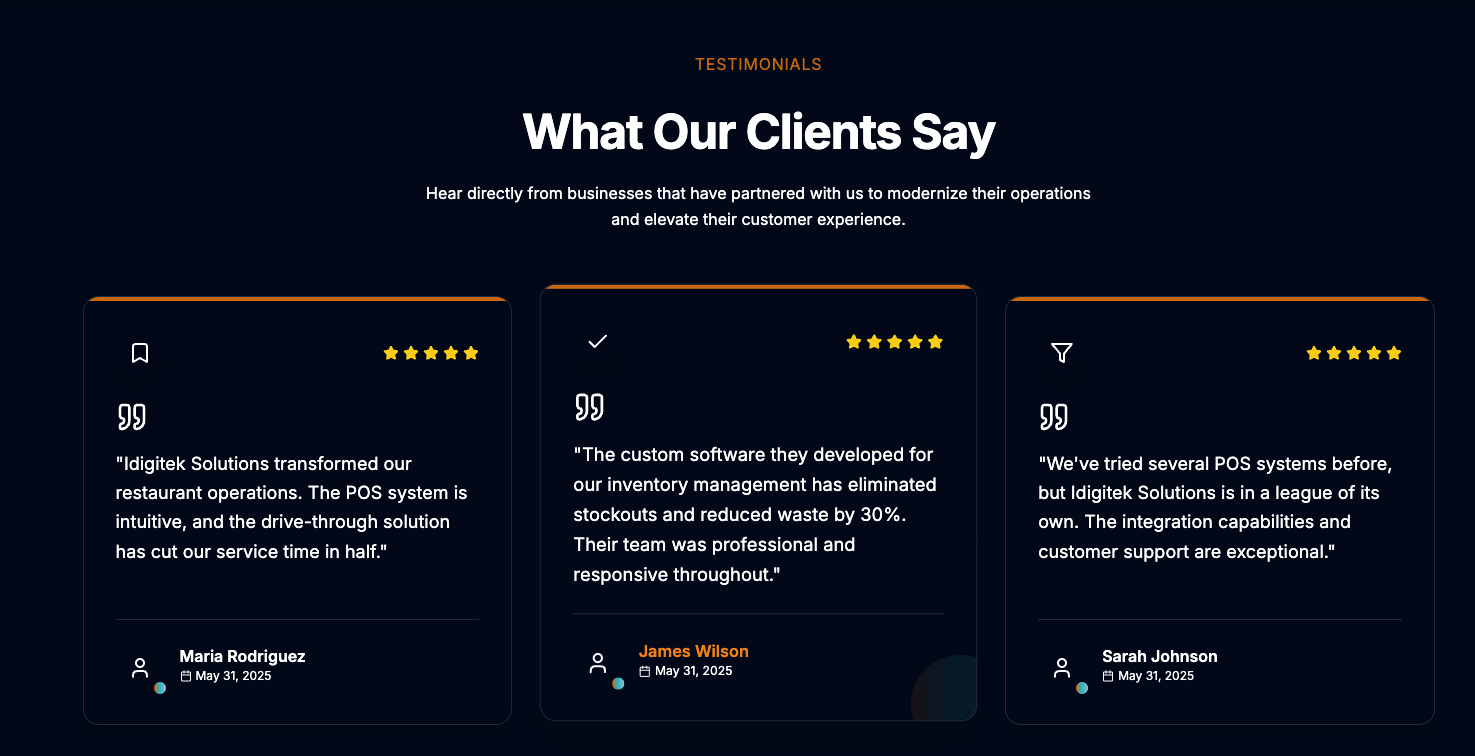 TESTIMONIALS
What Our Clients Say
Hear directly from businesses that have partnered with us to modernize their operations
and elevate their customer experience.
"Idigitek Solutions transformed our
restaurant operations. The POS system is
intuitive, and the drive-through solution
has cut our service time in half."
Maria Rodriguez
May 31, 2025
"The custom software they developed for
our inventory management has eliminated
stockouts and reduced waste by 30%.
Their team was professional and
responsive throughout."
James Wilson
May 31, 2025
"We've tried several POS systems before,
but Idigitek Solutions is in a league of its
own. The integration capabilities and
customer support are exceptional."
Sarah Johnson
May 31, 2025